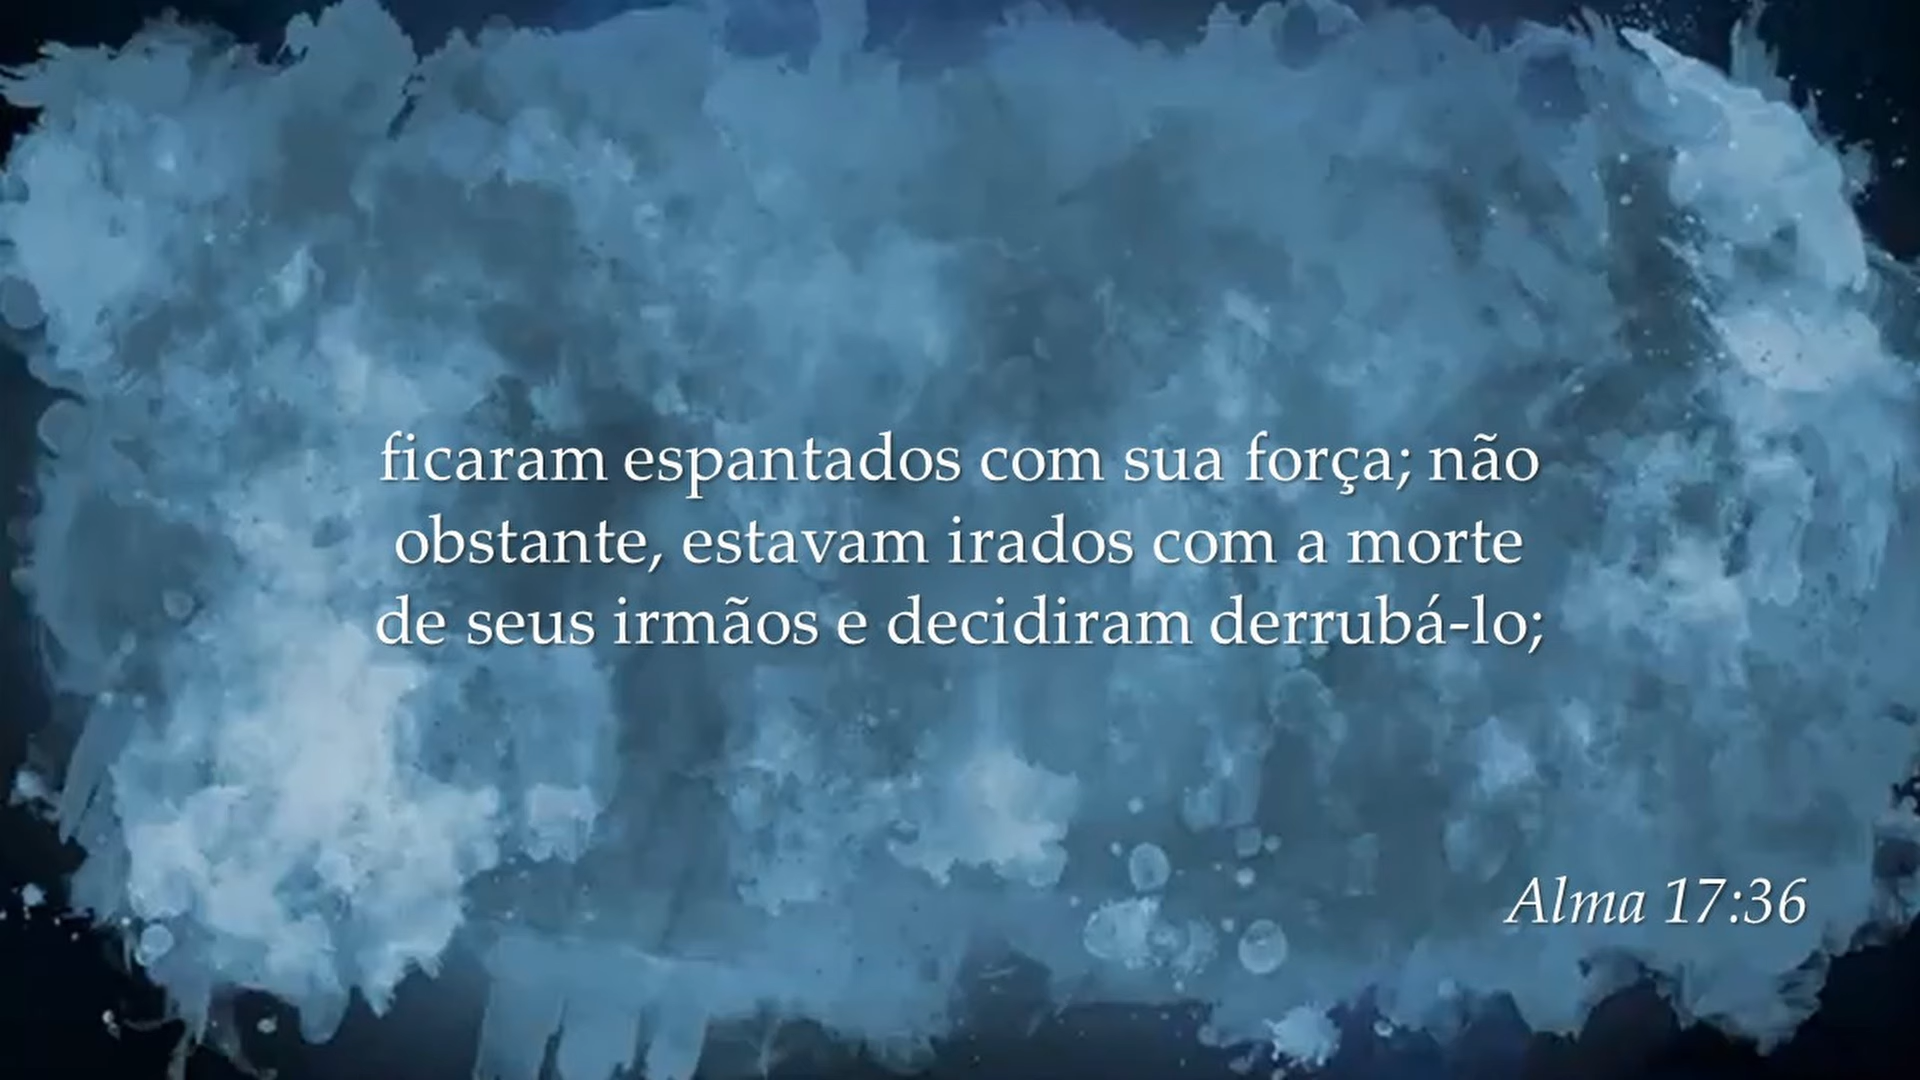 ficaram espantados com sua força; não
obstante, estavam irados com a morte
de seus irmãos e decidiram derrubá-lo;
Alma 17:36